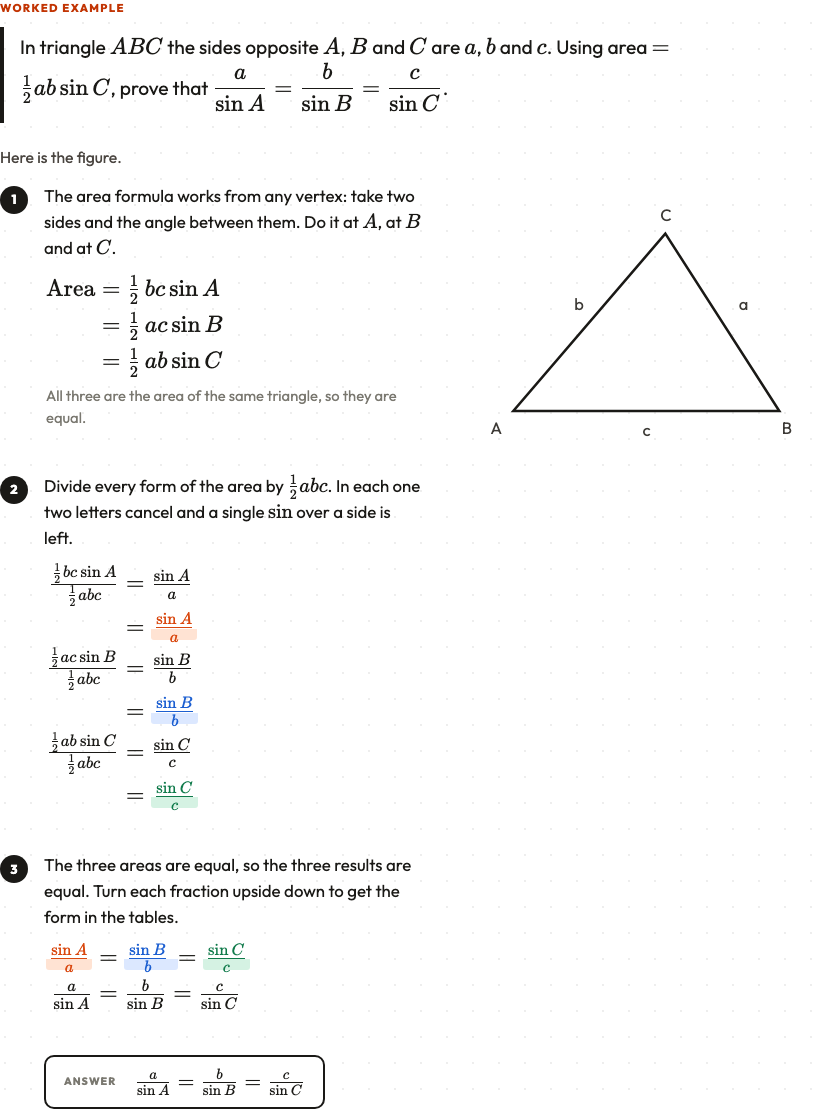 WORKED EXAMPLE
In triangle ABC the sides opposite A, B and C are a, b and c. Using area =
½ab sin C, prove that a/sin A = b/sin B = c/sin C.
Here is the figure.
1
The area formula works from any vertex: take two
sides and the angle between them. Do it at A, at B
and at C.
Area = ½ bc sin A
= ½ ac sin B
= ½ ab sin C
All three are the area of the same triangle, so they are
equal.
C
b
a
A
c
B
2
Divide every form of the area by ½abc. In each one
two letters cancel and a single sin over a side is
left.
½bc sin A/½abc = sin A/a
= sin A/a
½ac sin B/½abc = sin B/b
= sin B/b
½ab sin C/½abc = sin C/c
= sin C/c
3
The three areas are equal, so the three results are
equal. Turn each fraction upside down to get the
form in the tables.
sin A/a = sin B/b = sin C/c
a/sin A = b/sin B = c/sin C
ANSWER a/sin A = b/sin B = c/sin C